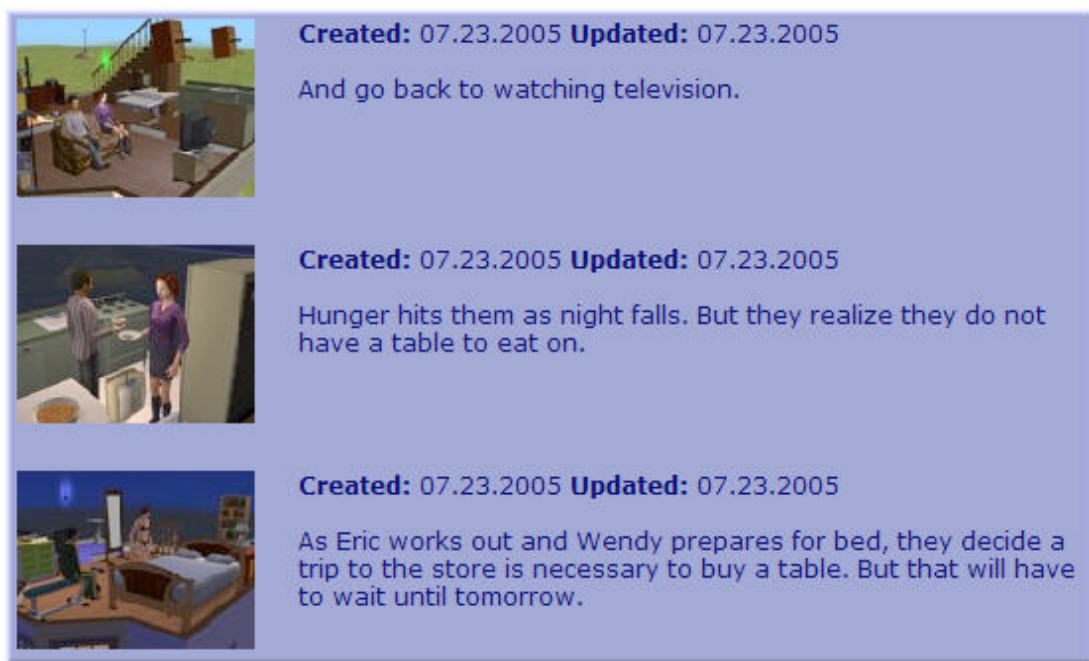 Created: 07.23.2005 Updated: 07.23.2005
And go back to watching television.
Created: 07.23.2005 Updated: 07.23.2005
Hunger hits them as night falls. But they realize they do not
have a table to eat on.
Created: 07.23.2005 Updated: 07.23.2005
As Eric works out and Wendy prepares for bed, they decide a
trip to the store is necessary to buy a table. But that will have
to wait until tomorrow.